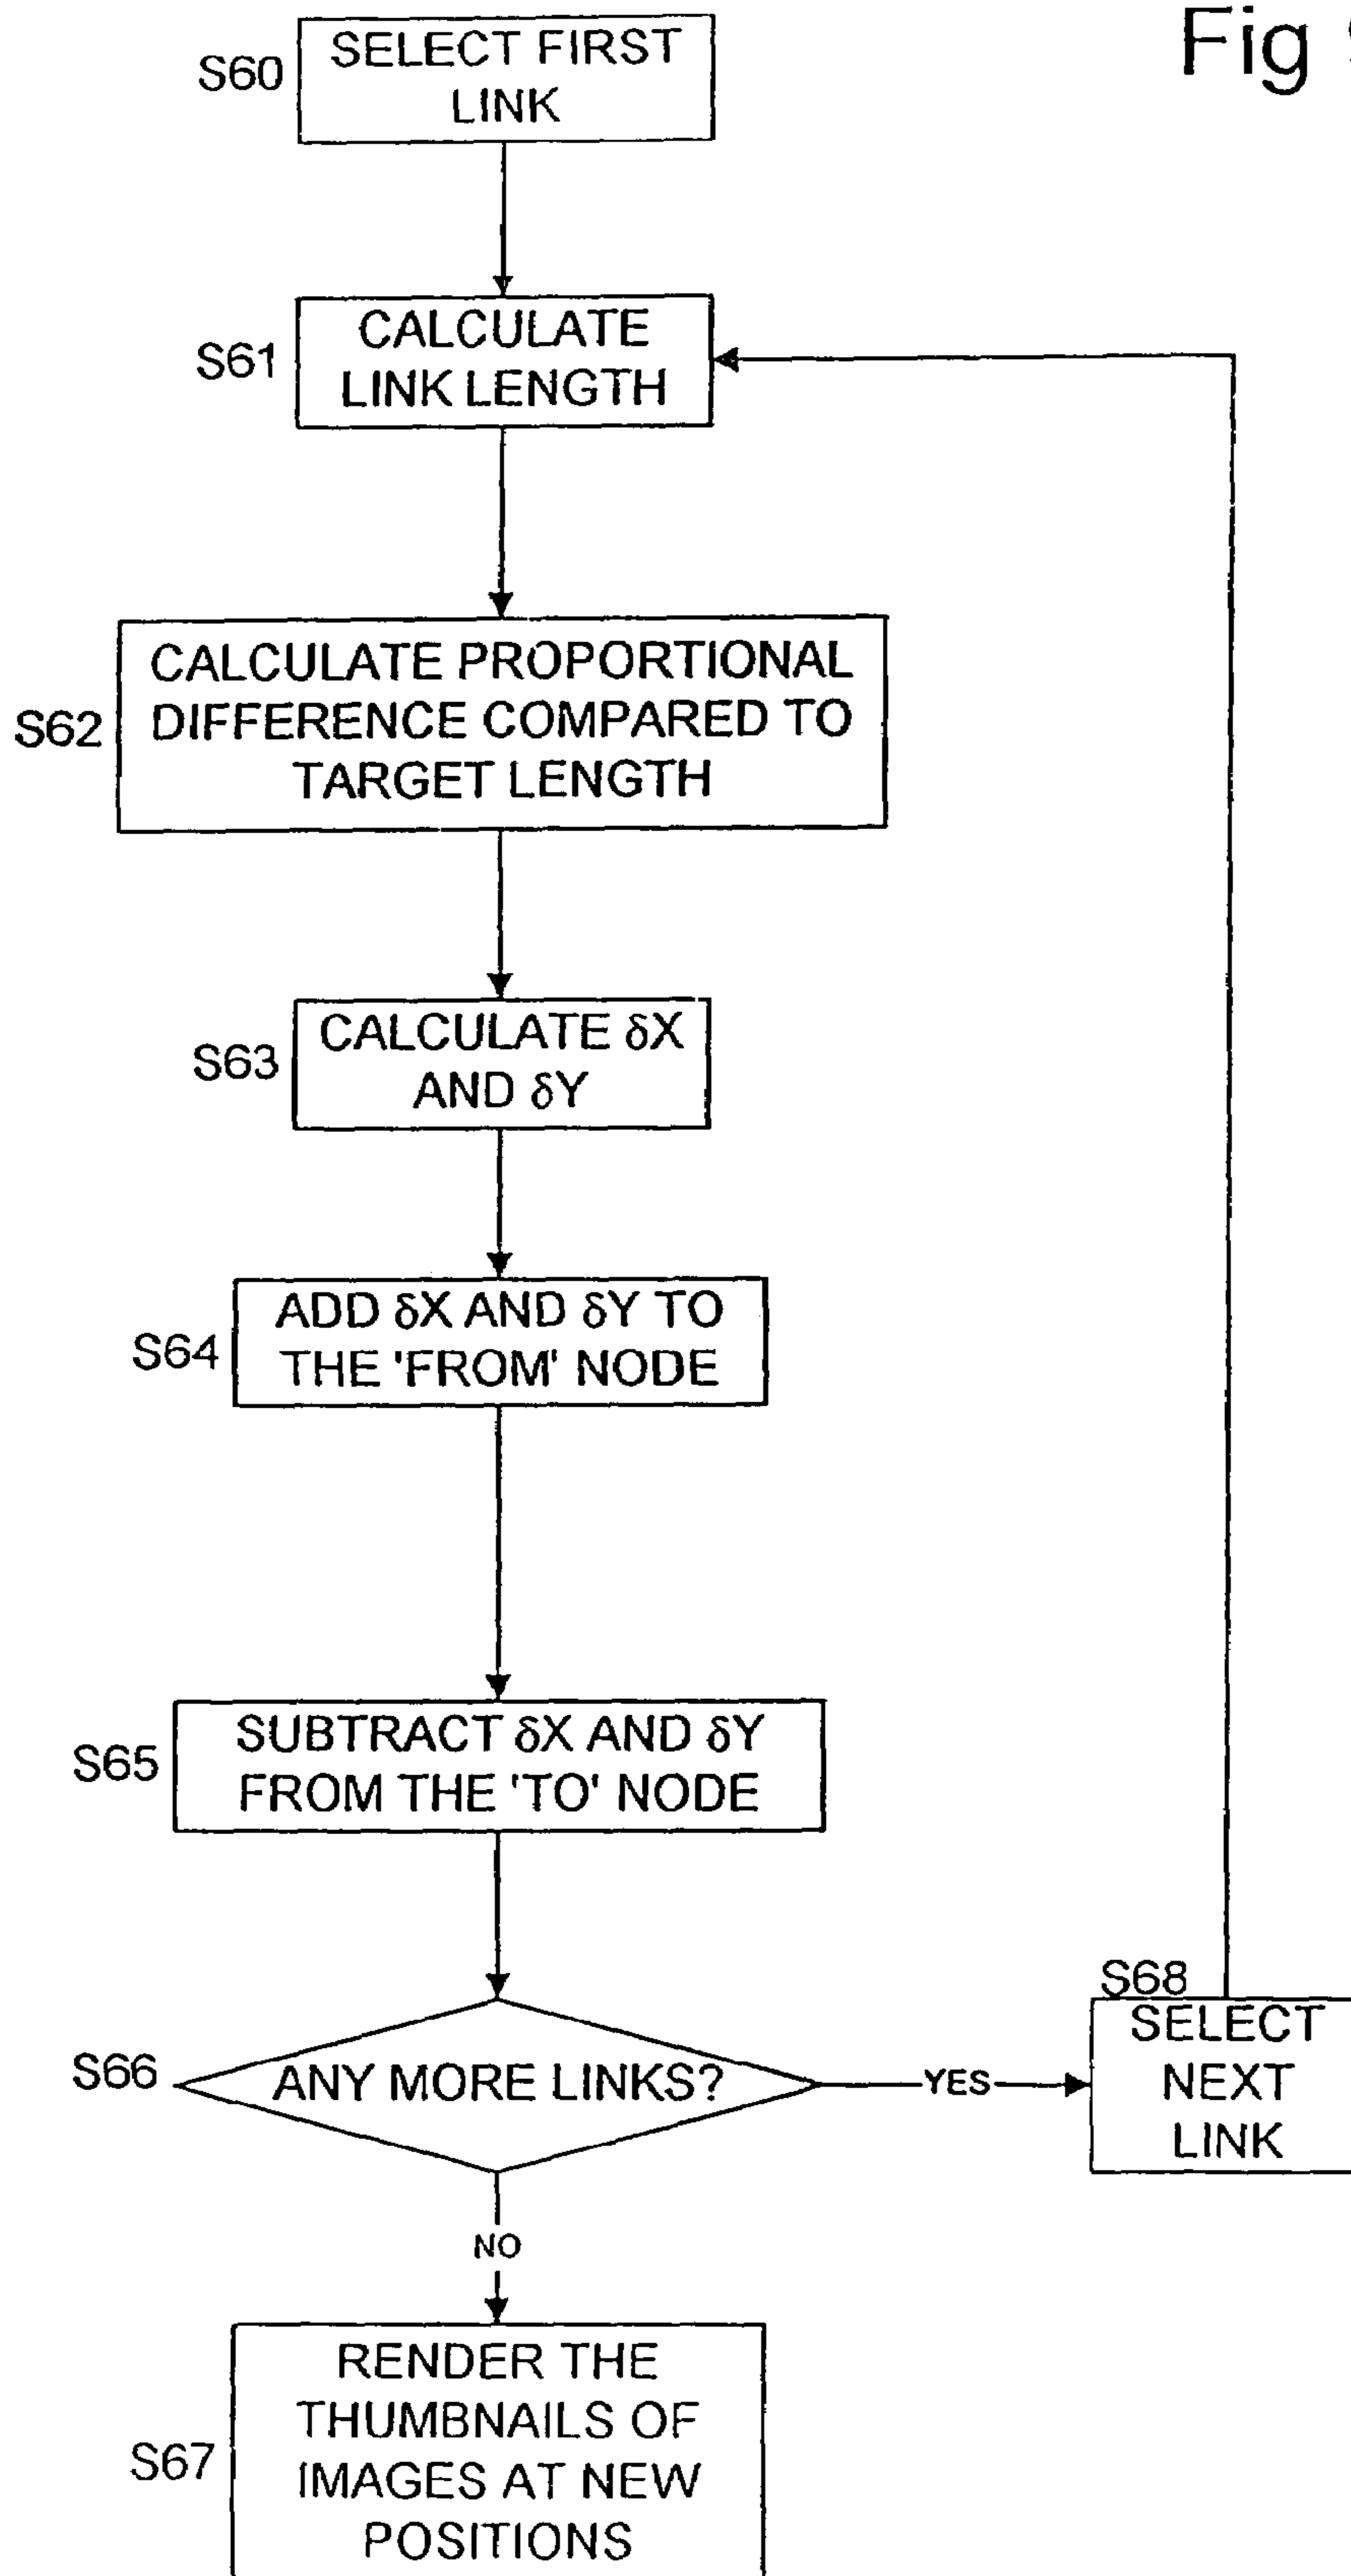 Fig
S60
SELECT FIRST
LINK
S61
CALCULATE
LINK LENGTH
S62
CALCULATE PROPORTIONAL
DIFFERENCE COMPARED TO
TARGET LENGTH
S63
CALCULATE δX
AND δY
S64
ADD δX AND δY TO
THE 'FROM' NODE
S65
SUBTRACT δX AND δY
FROM THE 'TO' NODE
S66
ANY MORE LINKS?
YES
S68
SELECT
NEXT
LINK
NO
S67
RENDER THE
THUMBNAILS OF
IMAGES AT NEW
POSITIONS